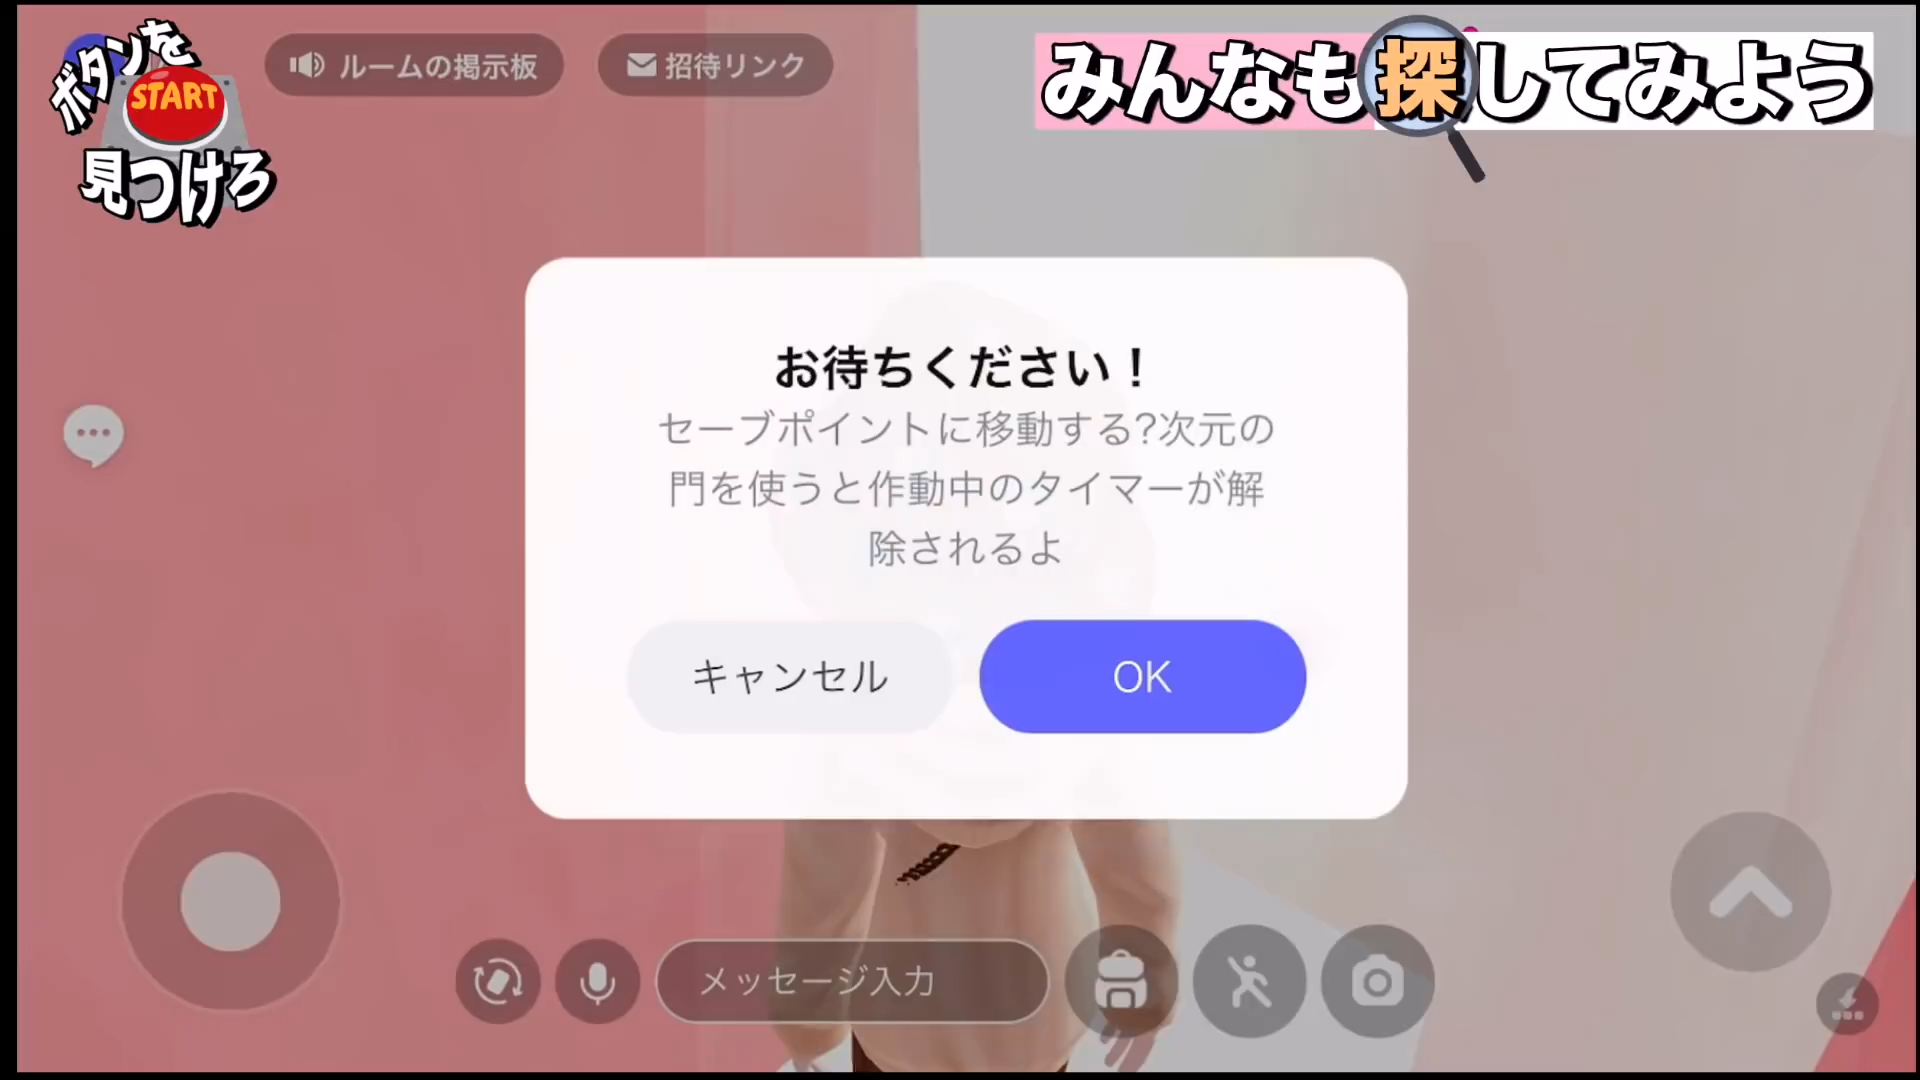 ボタンを
START
見つけろ
ルームの掲示板
招待リンク
みんなも探してみよう
お待ちください！
セーブポイントに移動する?次元の
門を使うと作動中のタイマーが解
除されるよ
キャンセル
OK
メッセージ入力